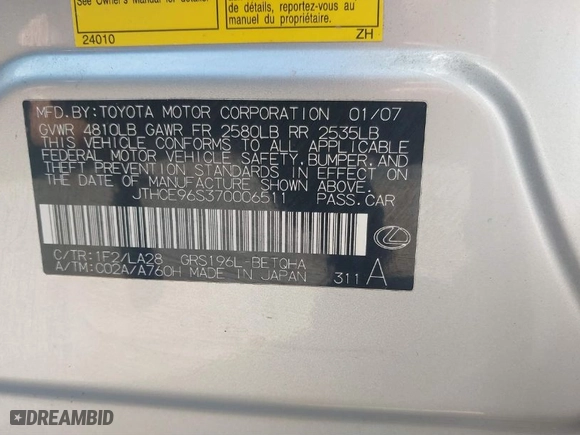 See Owner's Manual for details.
de détails, reportez-vous au
manuel du propriétaire.
24010
ZH
MFD.BY:TOYOTA MOTOR CORPORATION 01/07
GVWR 4810LB GAWR FR 2580LB RR 2535LB
THIS VEHICLE CONFORMS TO ALL APPLICABLE
FEDERAL MOTOR VEHICLE SAFETY,BUMPER,AND
THEFT PREVENTION STANDARDS IN EFFECT ON
THE DATE OF MANUFACTURE SHOWN ABOVE.
JTHCE96S370006511 PASS.CAR
C/TR:1F2/LA28 GRS196L-BETQHA
A/TM:C02A/A760H MADE IN JAPAN 311 A
DREAMBID